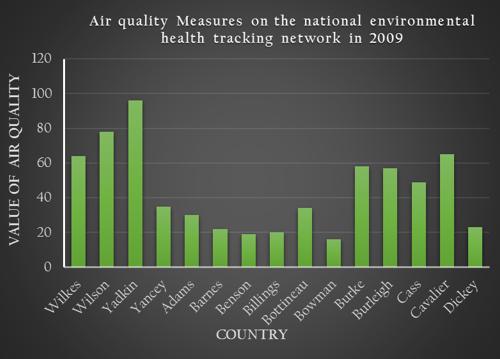 Air quality Measures on the national environmental
health tracking network in 2009
VALUE OF AIR QUALITY
120
100
80
60
40
20
0
Wilkes
Wilson
Yadkin
Yancey
Adams
Barnes
Benson
Billings
Bottineau
Bowman
Burke
Burleigh
Cass
Cavalier
Dickey
COUNTRY